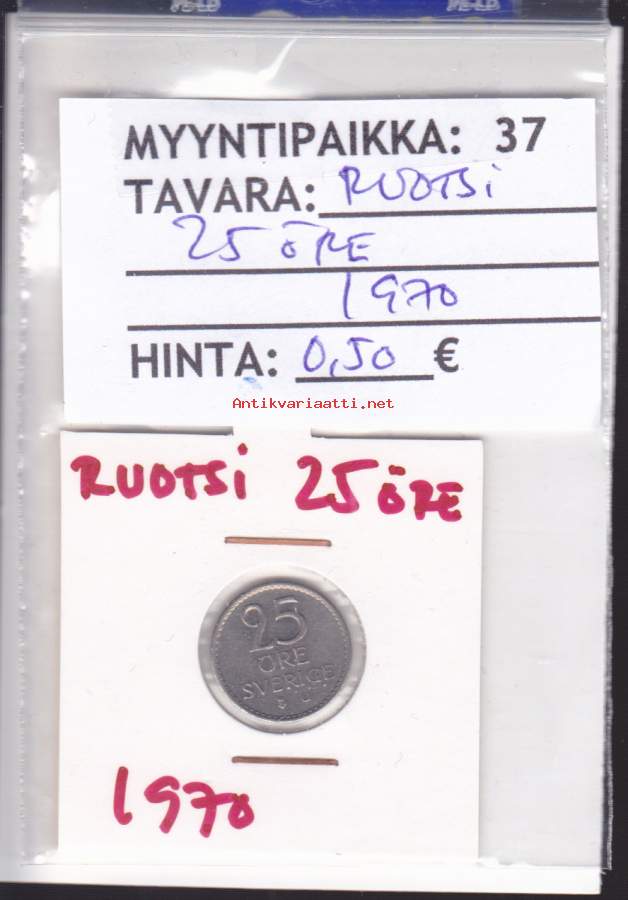 MYYNTIPAIKKA: 37
TAVARA: RUOTSI
25 ÖRE
1970
HINTA: 0,50 €
Antikvariaatti.net
RUOTSI 25 ÖRE
25
ÖRE
SVERIGE
U
1970